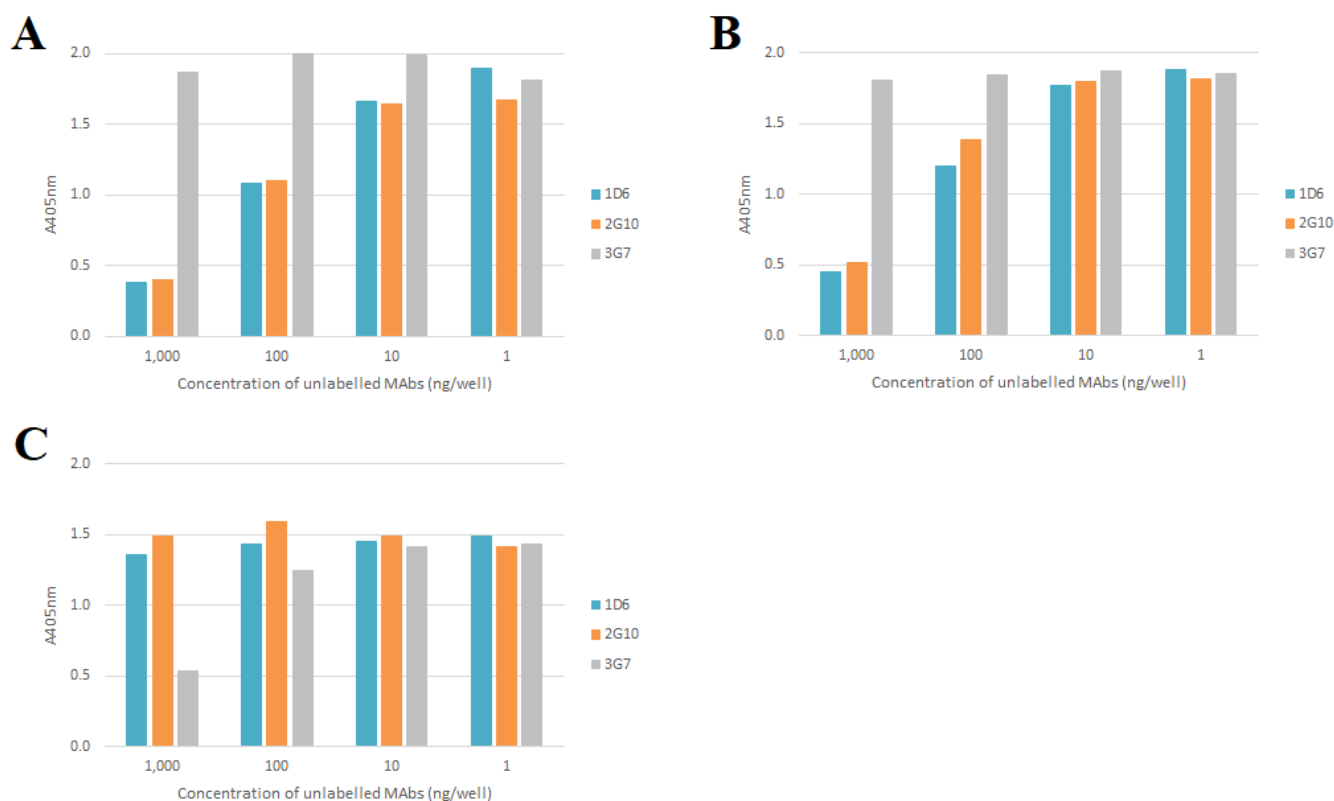 A
2.0
1.5
1.0
0.5
0.0
A405nm
1,000 100 10 1
Concentration of unlabelled MAbs (ng/well)
1D6
2G10
3G7
B
2.0
1.5
1.0
0.5
0.0
A405nm
1,000 100 10 1
Concentration of unlabelled MAbs (ng/well)
1D6
2G10
3G7
C
2.0
1.5
1.0
0.5
0.0
A405nm
1,000 100 10 1
Concentration of unlabelled MAbs (ng/well)
1D6
2G10
3G7